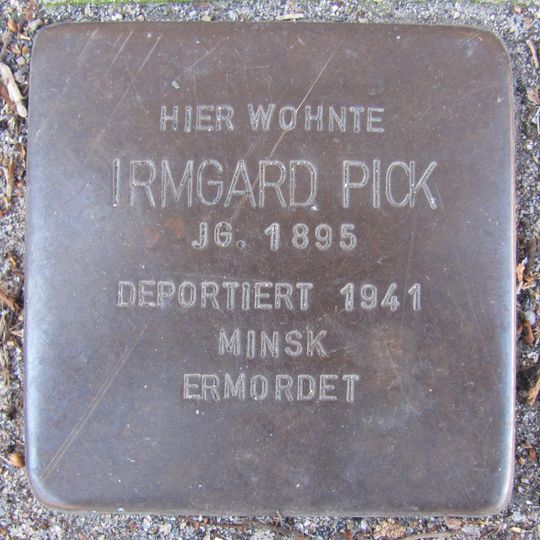 HIER WOHNTE
IRMGARD PICK
JG. 1895
DEPORTIERT 1941
MINSK
ERMORDET